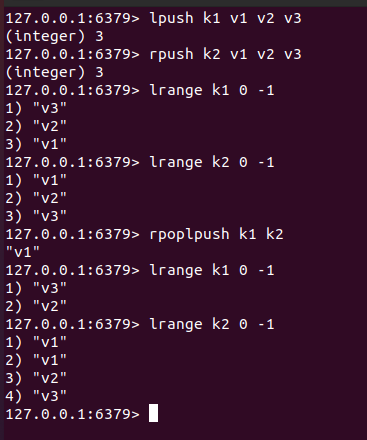 127.0.0.1:6379> lpush k1 v1 v2 v3
(integer) 3
127.0.0.1:6379> rpush k2 v1 v2 v3
(integer) 3
127.0.0.1:6379> lrange k1 0 -1
1) "v3"
2) "v2"
3) "v1"
127.0.0.1:6379> lrange k2 0 -1
1) "v1"
2) "v2"
3) "v3"
127.0.0.1:6379> rpoplpush k1 k2
"v1"
127.0.0.1:6379> lrange k1 0 -1
1) "v3"
2) "v2"
127.0.0.1:6379> lrange k2 0 -1
1) "v1"
2) "v1"
3) "v2"
4) "v3"
127.0.0.1:6379>